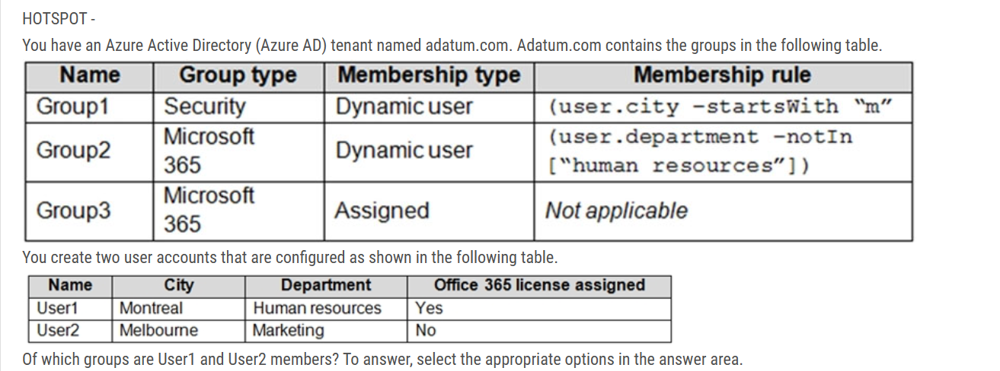 HOTSPOT -
You have an Azure Active Directory (Azure AD) tenant named adatum.com. Adatum.com contains the groups in the following table.
Name Group type Membership type Membership rule
Group1 Security Dynamic user (user.city -startsWith “m”
Group2 Microsoft 365 Dynamic user (user.department -notIn [“human resources”])
Group3 Microsoft 365 Assigned Not applicable
You create two user accounts that are configured as shown in the following table.
Name City Department Office 365 license assigned
User1 Montreal Human resources Yes
User2 Melbourne Marketing No
Of which groups are User1 and User2 members? To answer, select the appropriate options in the answer area.